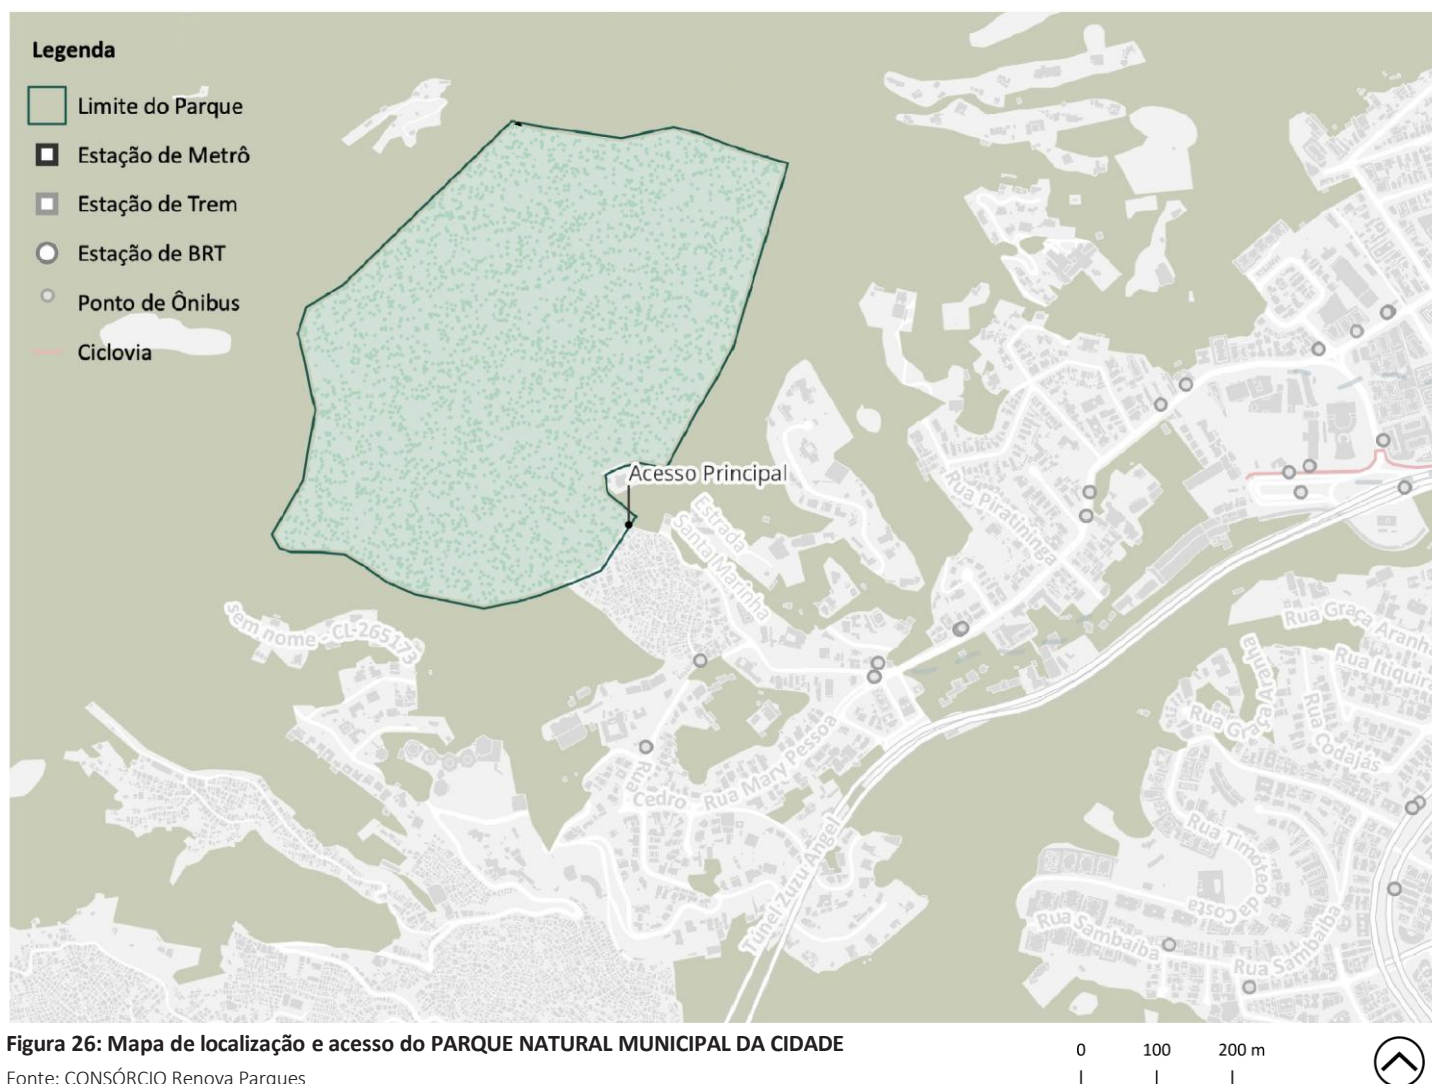 Legenda
Limite do Parque
Estação de Metrô
Estação de Trem
Estação de BRT
Ponto de Ônibus
Ciclovia
Acesso Principal
Estrada
Santa Marinha
Rua Piratininga
sem nome - CL-265173
Rua Graça Aranha
Rua Itiquira
Rua Graça Aranha
Rua Codajás
Rua
Cedro
Rua Mary Pessoa
Túnel Zuzu Angel
Rua Timóteo da Costa
Rua Sambaíba
Rua Sambaíba
Figura 26: Mapa de localização e acesso do PARQUE NATURAL MUNICIPAL DA CIDADE
Fonte: CONSÓRCIO Renova Parques
0 100 200 m